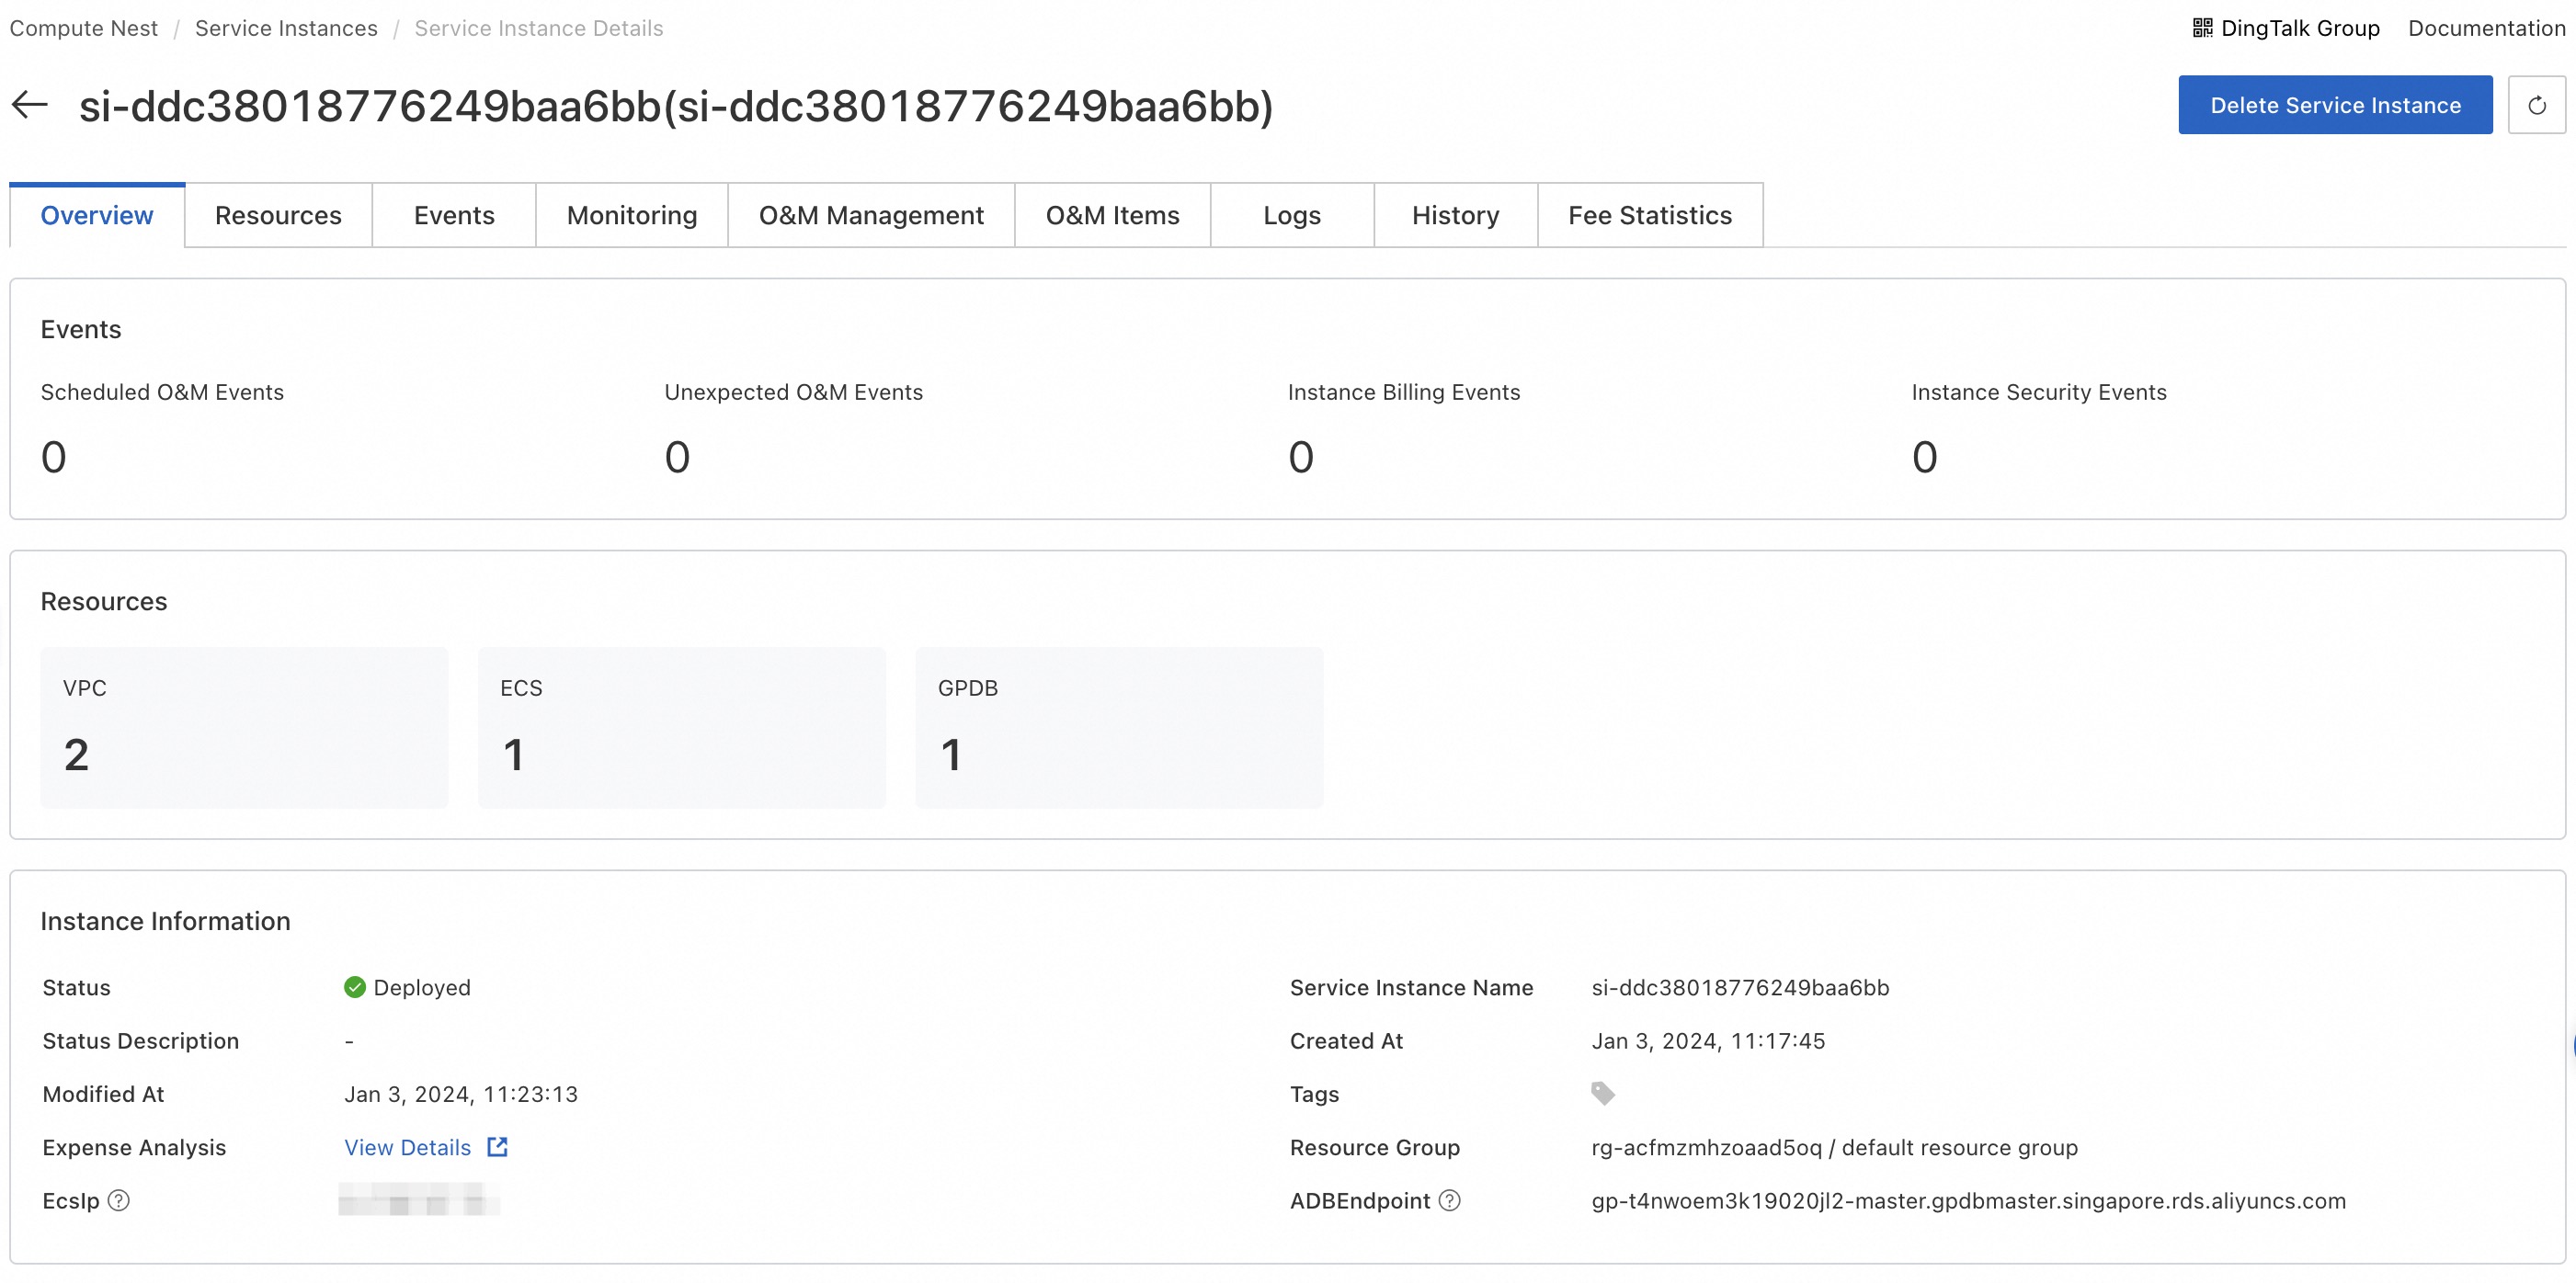 Compute Nest / Service Instances / Service Instance Details
DingTalk Group Documentation
si-ddc38018776249baa6bb(si-ddc38018776249baa6bb)
Delete Service Instance
Overview Resources Events Monitoring O&M Management O&M Items Logs History Fee Statistics
Events
Scheduled O&M Events Unexpected O&M Events Instance Billing Events Instance Security Events
0 0 0 0
Resources
VPC ECS GPDB
2 1 1
Instance Information
Status Deployed Service Instance Name si-ddc38018776249baa6bb
Status Description - Created At Jan 3, 2024, 11:17:45
Modified At Jan 3, 2024, 11:23:13 Tags
Expense Analysis View Details Resource Group rg-acfmzmhzoaad5oq / default resource group
EcsIp ? ADBEndpoint ? gp-t4nwoem3k19020jl2-master.gpdbmaster.singapore.rds.aliyuncs.com